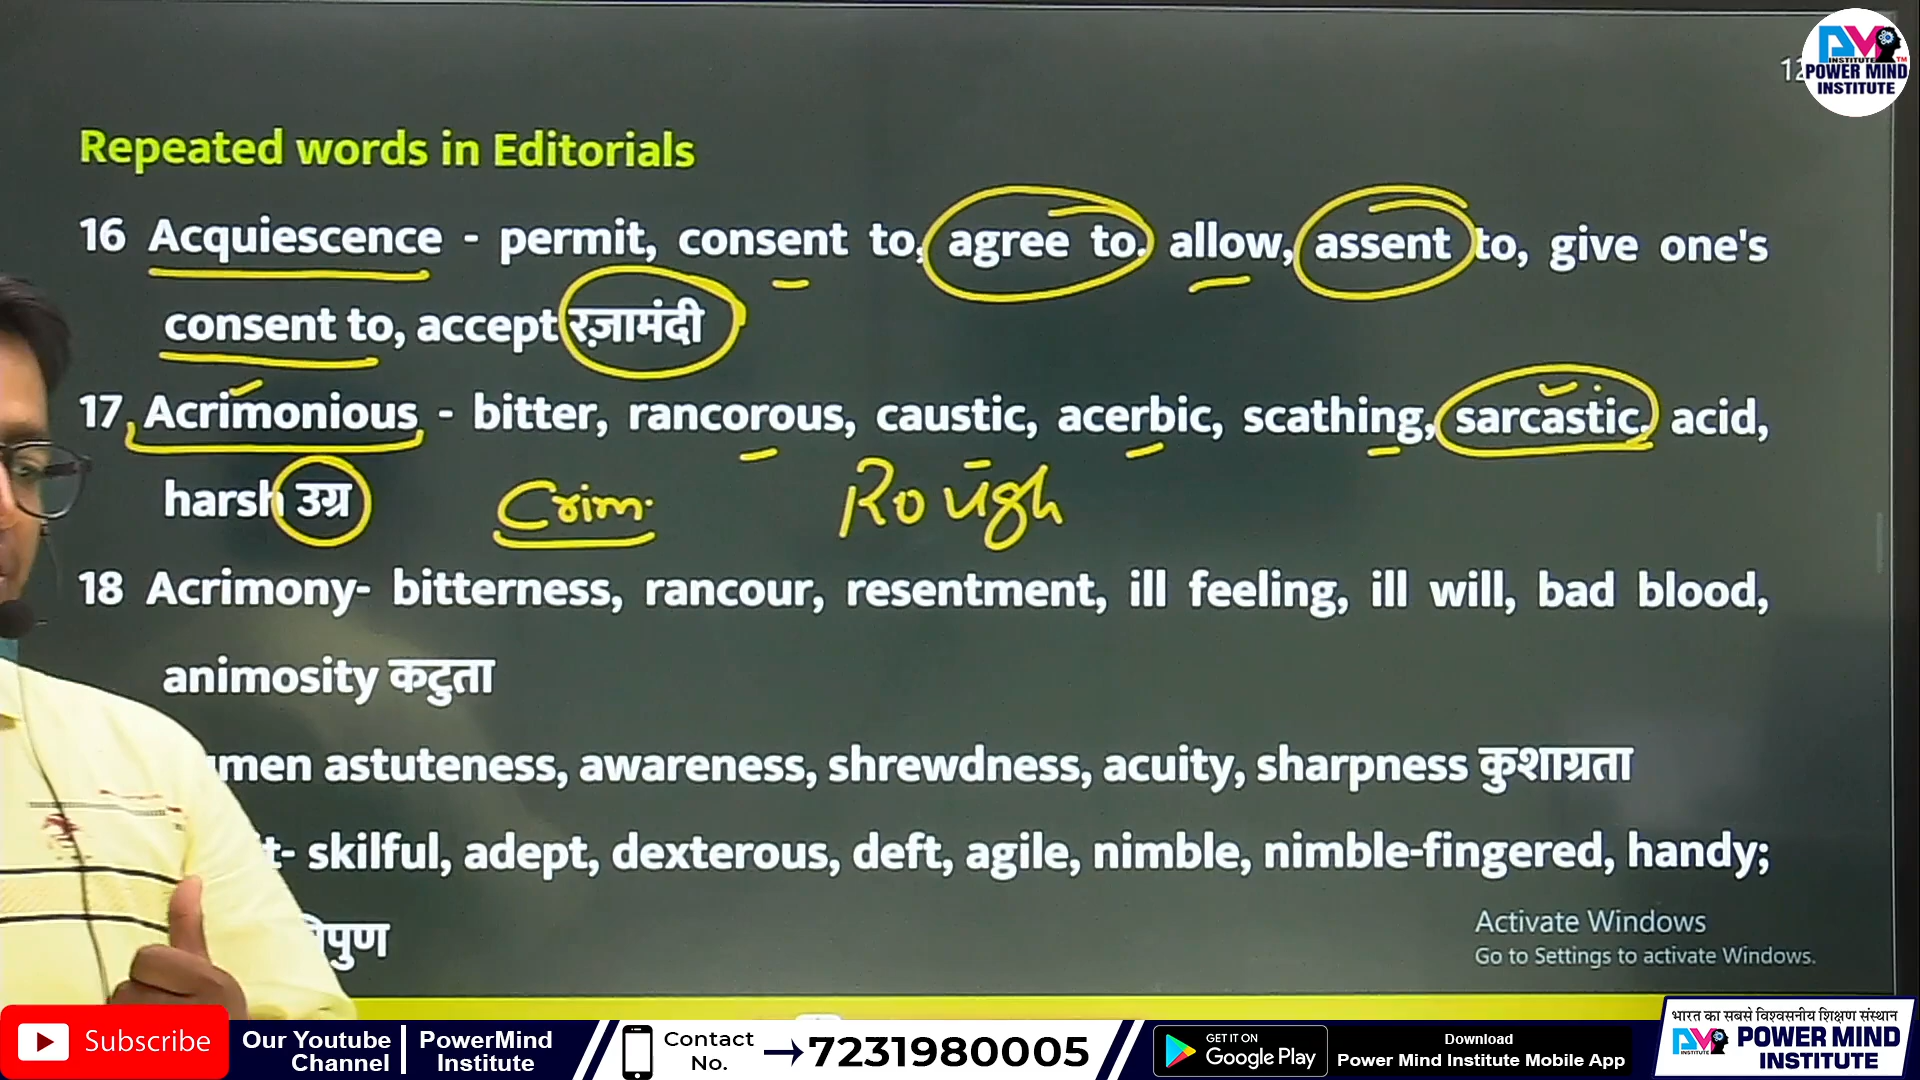 12
POWER MIND
INSTITUTE
Repeated words in Editorials
16 Acquiescence - permit, consent to, agree to. allow, assent to, give one's
consent to, accept रज़ामंदी
17 Acrimonious - bitter, rancorous, caustic, acerbic, scathing, sarcastic. acid,
harsh उग्र
Crim. Rough
18 Acrimony- bitterness, rancour, resentment, ill feeling, ill will, bad blood,
animosity कटुता
astuteness, awareness, shrewdness, acuity, sharpness कुशाग्रता
skilful, adept, dexterous, deft, agile, nimble, nimble-fingered, handy;
Activate Windows
Go to Settings to activate Windows.
Subscribe
Our Youtube Channel | PowerMind Institute
Contact No. → 7231980005
GET IT ON Google Play
Download
Power Mind Institute Mobile App
भारत का सबसे विश्वसनीय शिक्षण संस्थान
POWER MIND
INSTITUTE